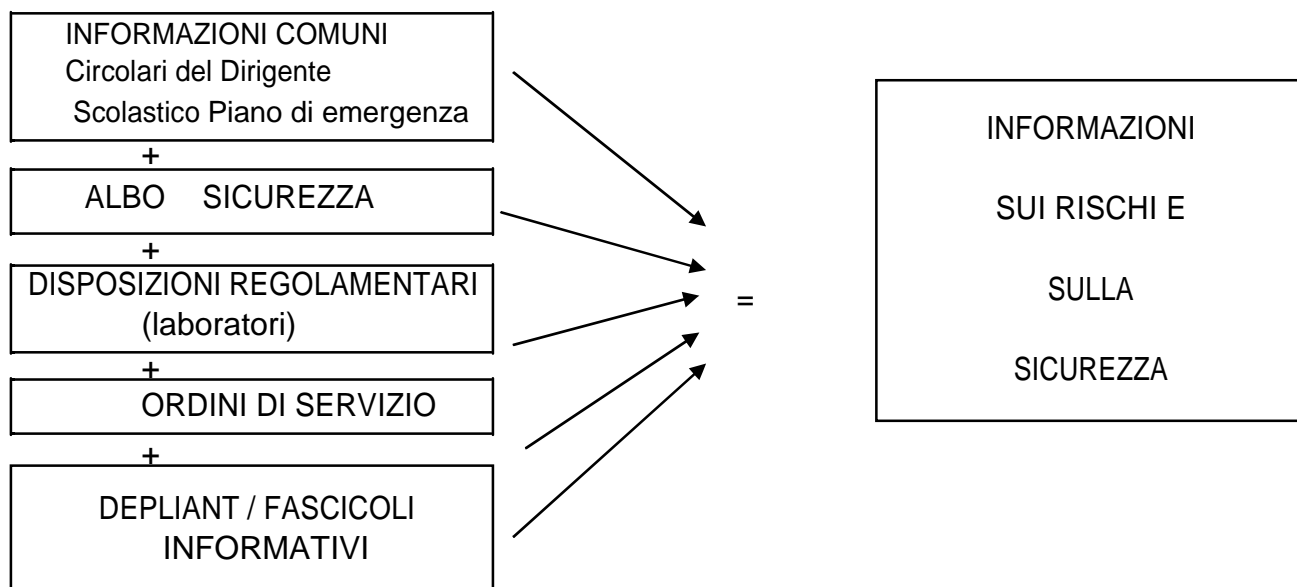 INFORMAZIONI COMUNI
Circolari del Dirigente
Scolastico Piano di emergenza
+
ALBO SICUREZZA
+
DISPOSIZIONI REGOLAMENTARI
(laboratori)
+
ORDINI DI SERVIZIO
+
DEPLIANT / FASCICOLI
INFORMATIVI
=
INFORMAZIONI
SUI RISCHI E
SULLA
SICUREZZA